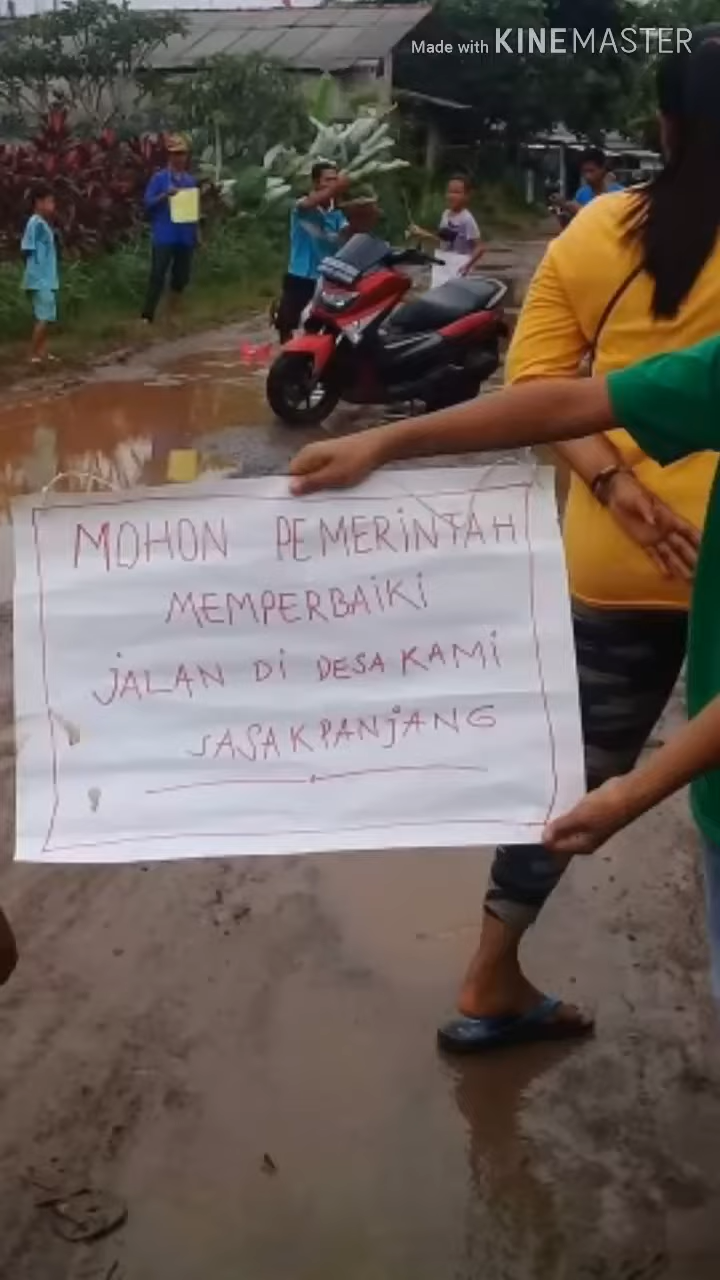 Made with KINEMASTER
MOHON PEMERINTAH
MEMPERBAIKI
JALAN DI DESA KAMI
SASAKPANJANG